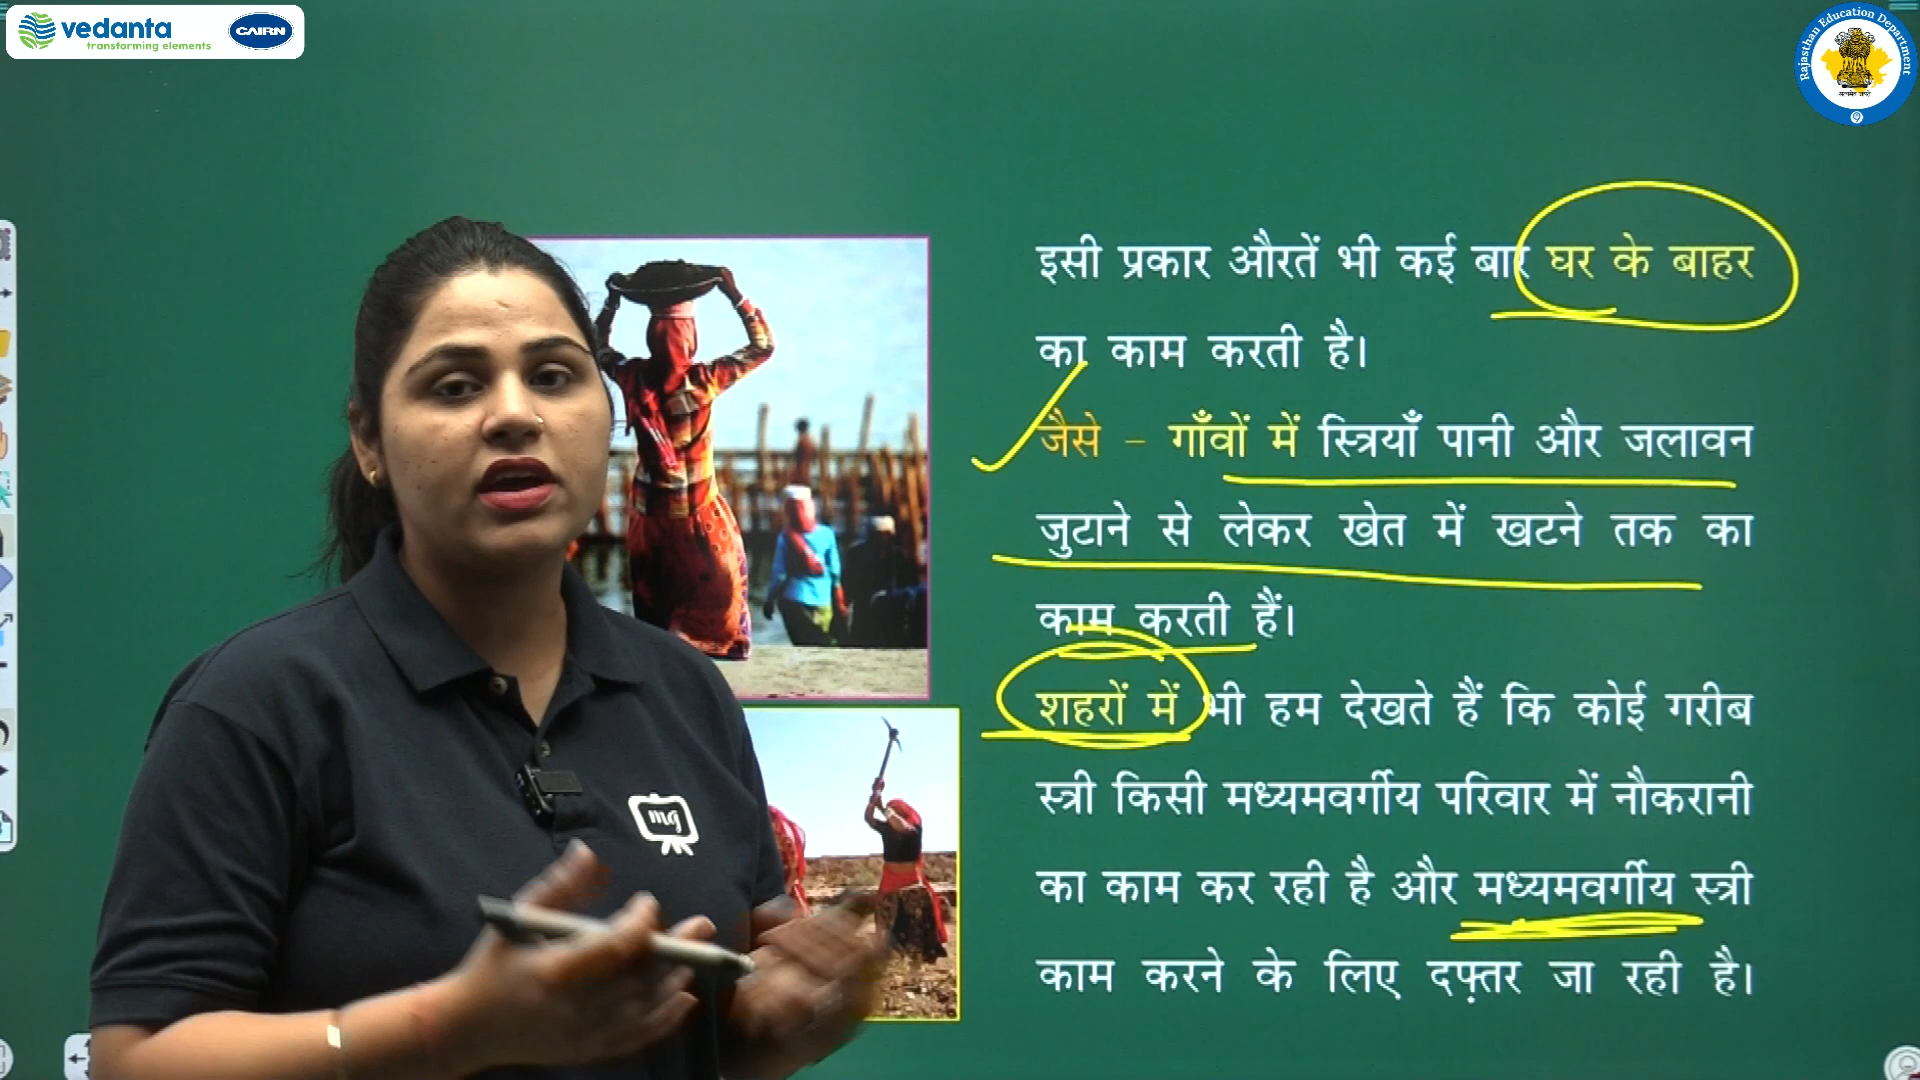 vedanta
transforming elements
CAIRN
Rajasthan Education Department
इसी प्रकार औरतें भी कई बार घर के बाहर
का काम करती है।
जैसे – गाँवों में स्त्रियाँ पानी और जलावन
जुटाने से लेकर खेत में खटने तक का
काम करती हैं।
शहरों में भी हम देखते हैं कि कोई गरीब
स्त्री किसी मध्यमवर्गीय परिवार में नौकरानी
का काम कर रही है और मध्यमवर्गीय स्त्री
काम करने के लिए दफ़्तर जा रही है।
mg